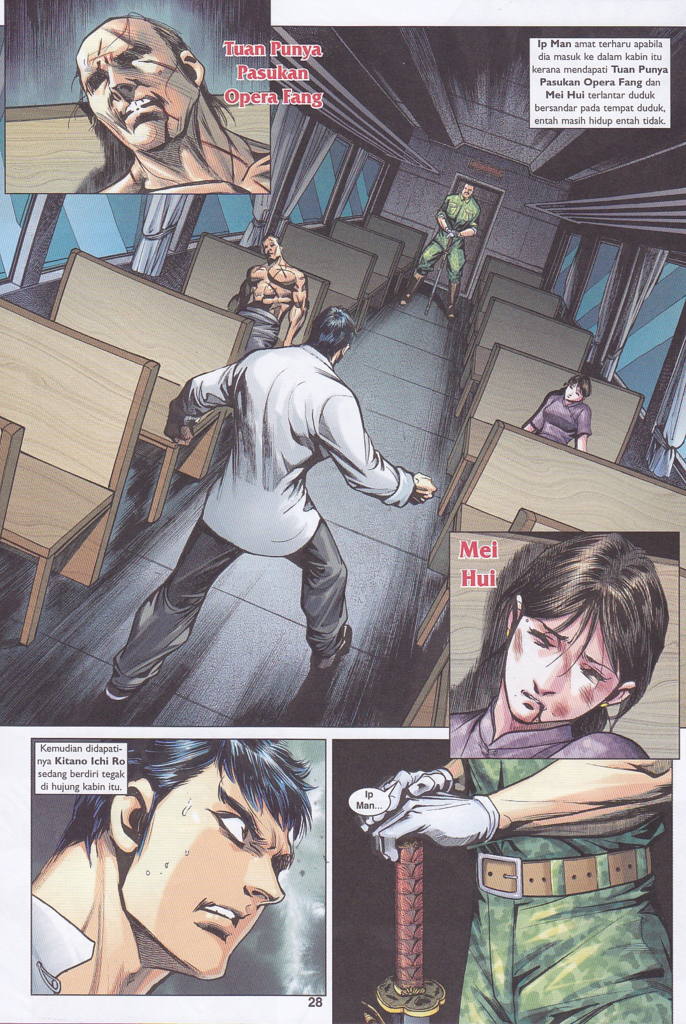 Tuan Punya
Pasukan
Opera Fang
Ip Man amat terharu apabila
dia masuk ke dalam kabin itu
kerana mendapati Tuan Punya
Pasukan Opera Fang dan
Mei Hui terlantar duduk
bersandar pada tempat duduk,
entah masih hidup entah tidak.
Mei
Hui
Kemudian didapati-
nya Kitano Ichi Ro
sedang berdiri tegak
di hujung kabin itu.
Ip
Man...
28